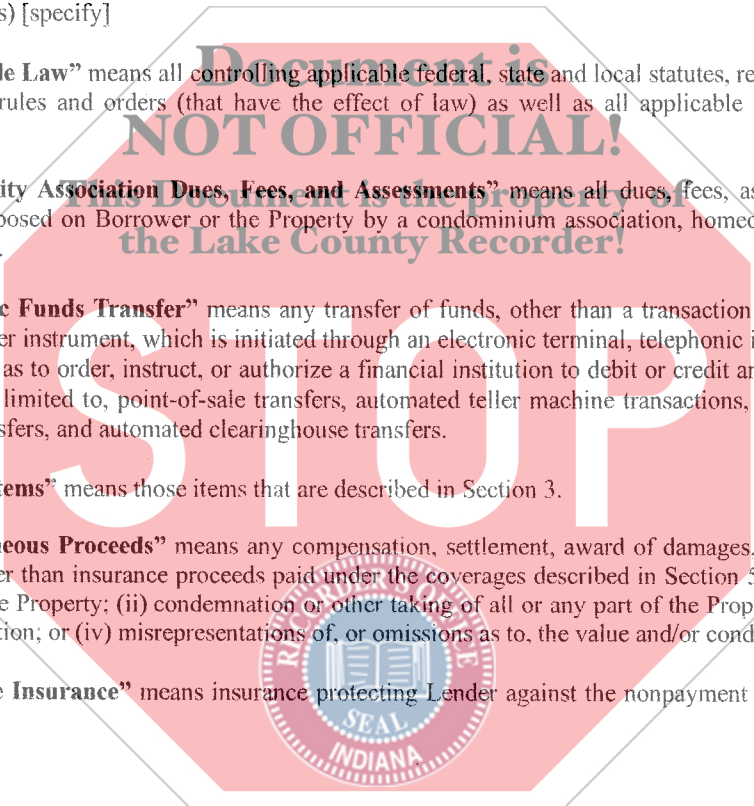 s) [specify]
Document is
le Law” means all controlling applicable federal, state and local statutes, re
rules and orders (that have the effect of law) as well as all applicable
NOT OFFICIAL!
ity Association Dues, Fees, and Assessments” means all dues, fees, as
This Document is the property of
posed on Borrower or the Property by a condominium association, homeo
the Lake County Recorder!
c Funds Transfer” means any transfer of funds, other than a transaction
er instrument, which is initiated through an electronic terminal, telephonic i
as to order, instruct, or authorize a financial institution to debit or credit an
limited to, point-of-sale transfers, automated teller machine transactions,
sfers, and automated clearinghouse transfers.
STOP
tems” means those items that are described in Section 3.
neous Proceeds” means any compensation, settlement, award of damages,
er than insurance proceeds paid under the coverages described in Section 5
e Property; (ii) condemnation or other taking of all or any part of the Prop
tion; or (iv) misrepresentations of, or omissions as to, the value and/or cond
e Insurance” means insurance protecting Lender against the nonpayment
RECORDER'S OFFICE
SEAL
INDIANA